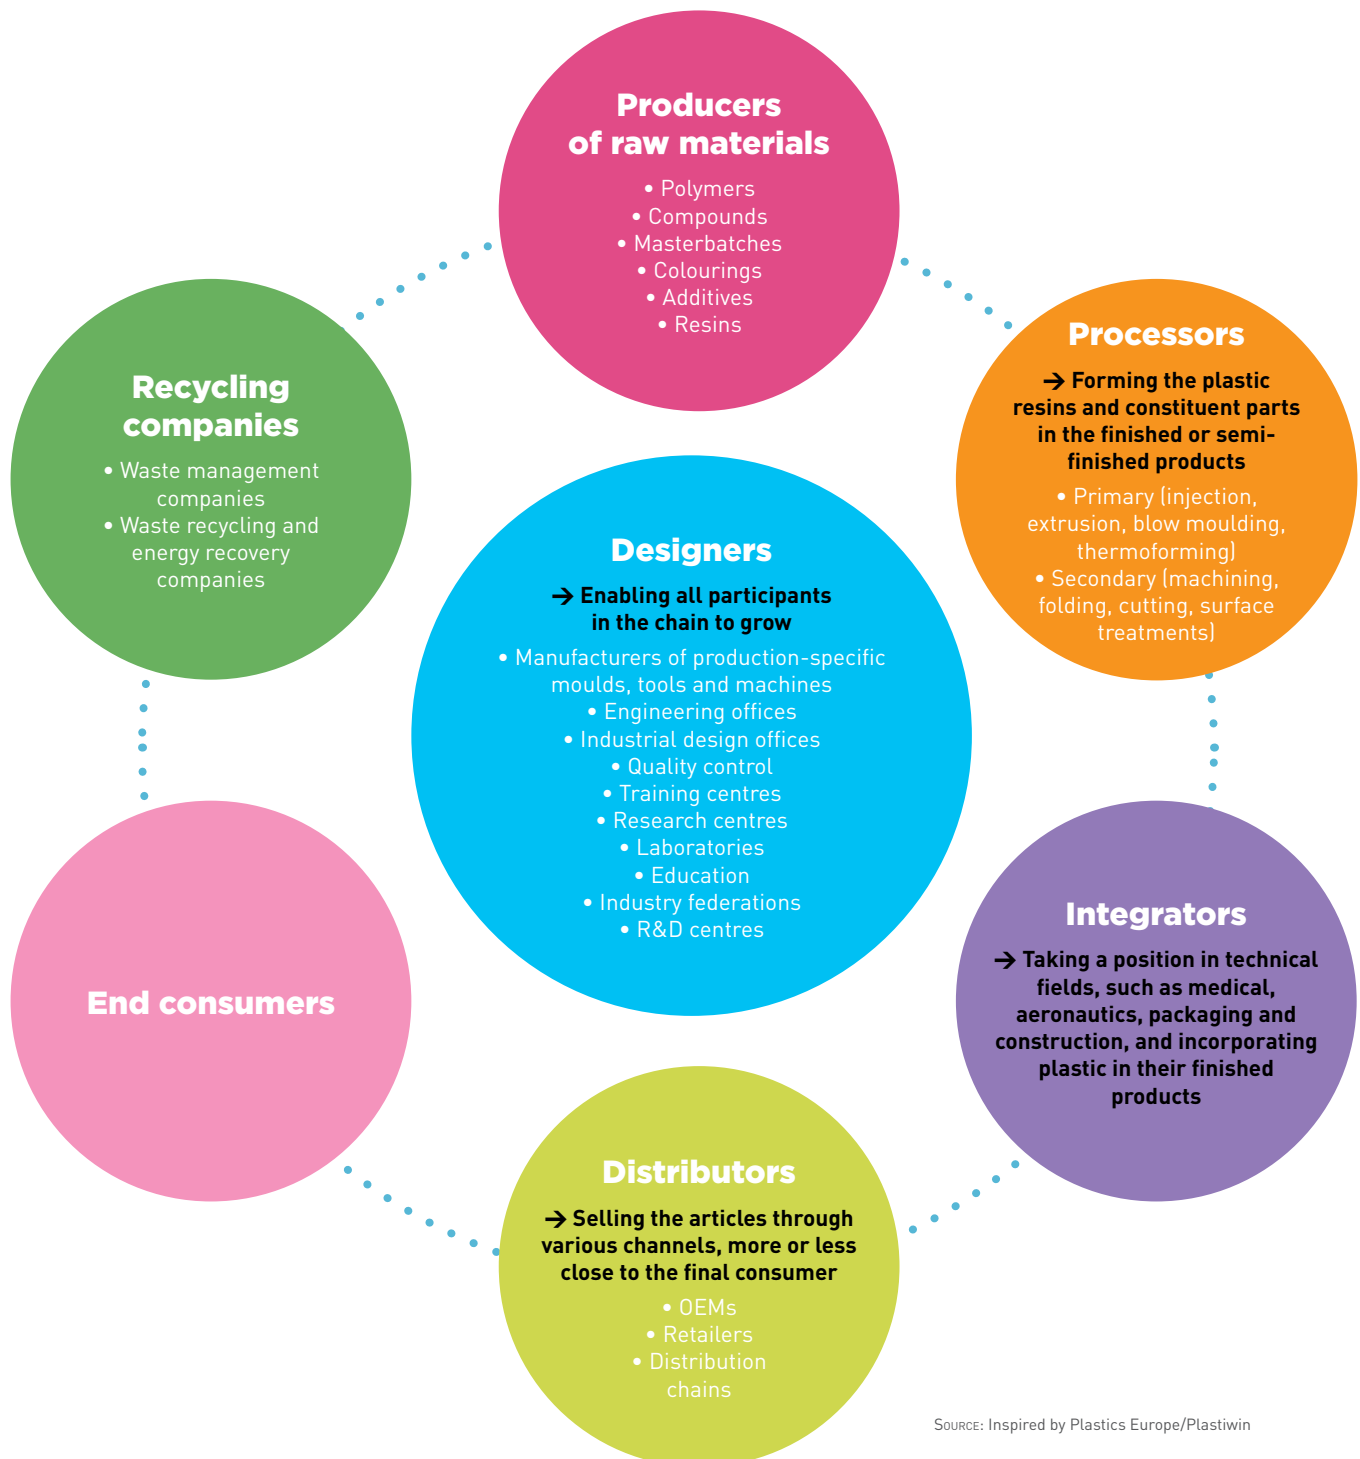 Producers
of raw materials
• Polymers
• Compounds
• Masterbatches
• Colourings
• Additives
• Resins
Processors
→ Forming the plastic
resins and constituent parts
in the finished or semi-
finished products
• Primary (injection,
extrusion, blow moulding,
thermoforming)
• Secondary (machining,
folding, cutting, surface
treatments)
Recycling
companies
• Waste management
companies
• Waste recycling and
energy recovery
companies
Designers
→ Enabling all participants
in the chain to grow
• Manufacturers of production-specific
moulds, tools and machines
• Engineering offices
• Industrial design offices
• Quality control
• Training centres
• Research centres
• Laboratories
• Education
• Industry federations
• R&D centres
Integrators
→ Taking a position in technical
fields, such as medical,
aeronautics, packaging and
construction, and incorporating
plastic in their finished
products
End consumers
Distributors
→ Selling the articles through
various channels, more or less
close to the final consumer
• OEMs
• Retailers
• Distribution
chains
Source: Inspired by Plastics Europe/Plastiwin